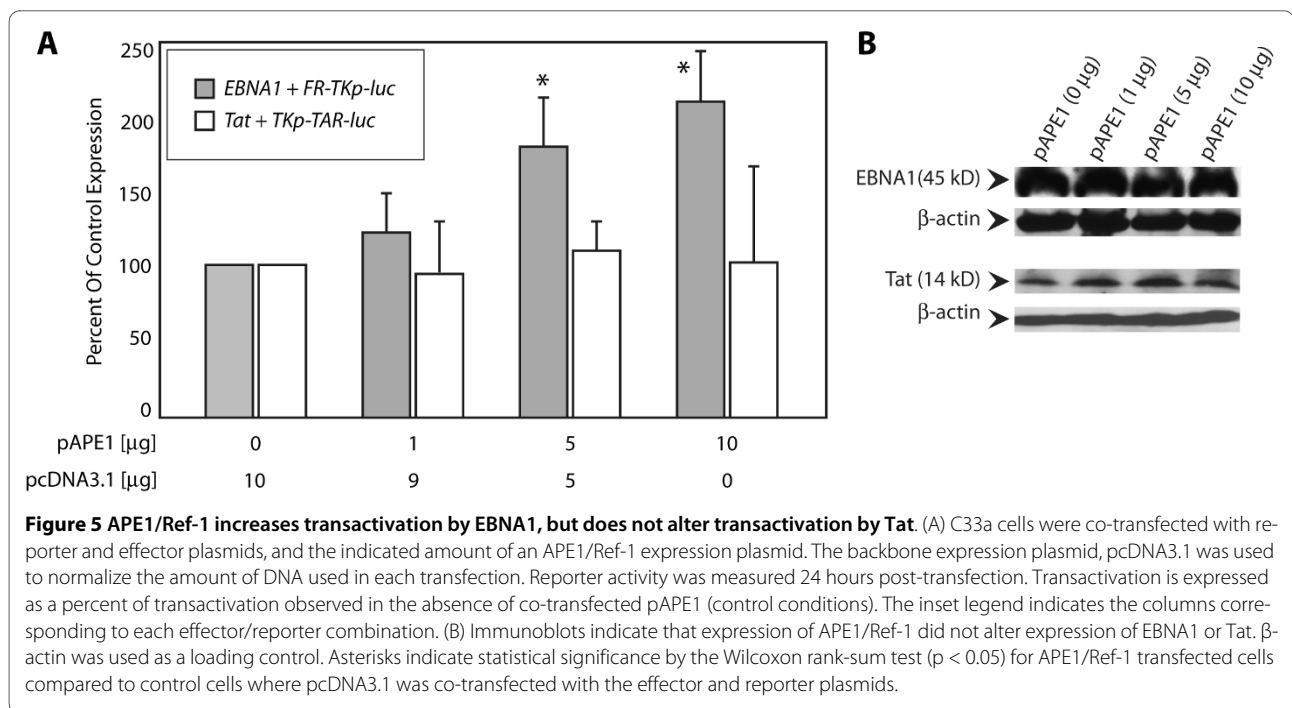 A
250
200
150
100
50
0
Percent Of Control Expression
EBNA1 + FR-TKp-luc
Tat + TKp-TAR-luc
*
*
pAPE1 [μg] 0 1 5 10
pcDNA3.1 [μg] 10 9 5 0
B
pAPE1 (0 μg)
pAPE1 (1 μg)
pAPE1 (5 μg)
pAPE1 (10 μg)
EBNA1(45 kD)
β-actin
Tat (14 kD)
β-actin
Figure 5 APE1/Ref-1 increases transactivation by EBNA1, but does not alter transactivation by Tat. (A) C33a cells were co-transfected with re-
porter and effector plasmids, and the indicated amount of an APE1/Ref-1 expression plasmid. The backbone expression plasmid, pcDNA3.1 was used
to normalize the amount of DNA used in each transfection. Reporter activity was measured 24 hours post-transfection. Transactivation is expressed
as a percent of transactivation observed in the absence of co-transfected pAPE1 (control conditions). The inset legend indicates the columns corre-
sponding to each effector/reporter combination. (B) Immunoblots indicate that expression of APE1/Ref-1 did not alter expression of EBNA1 or Tat. β-
actin was used as a loading control. Asterisks indicate statistical significance by the Wilcoxon rank-sum test (p < 0.05) for APE1/Ref-1 transfected cells
compared to control cells where pcDNA3.1 was co-transfected with the effector and reporter plasmids.